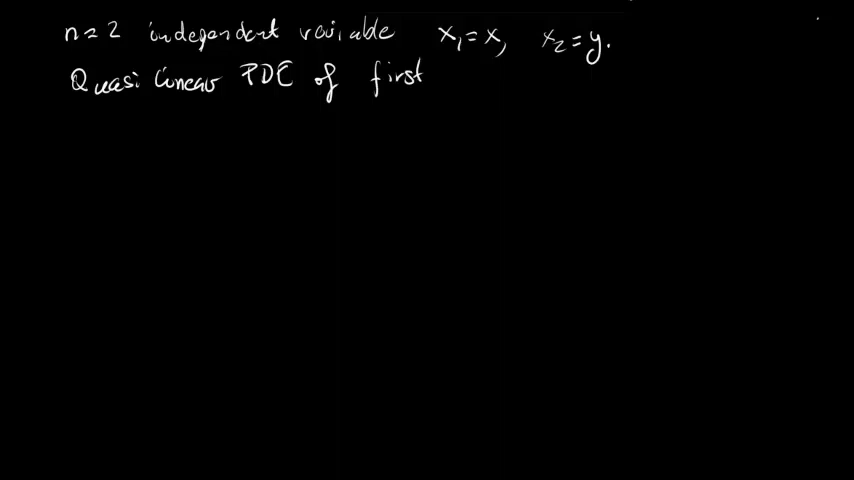 n=2 independent variable x₁=x, x₂=y.
Quasi linear PDE of first